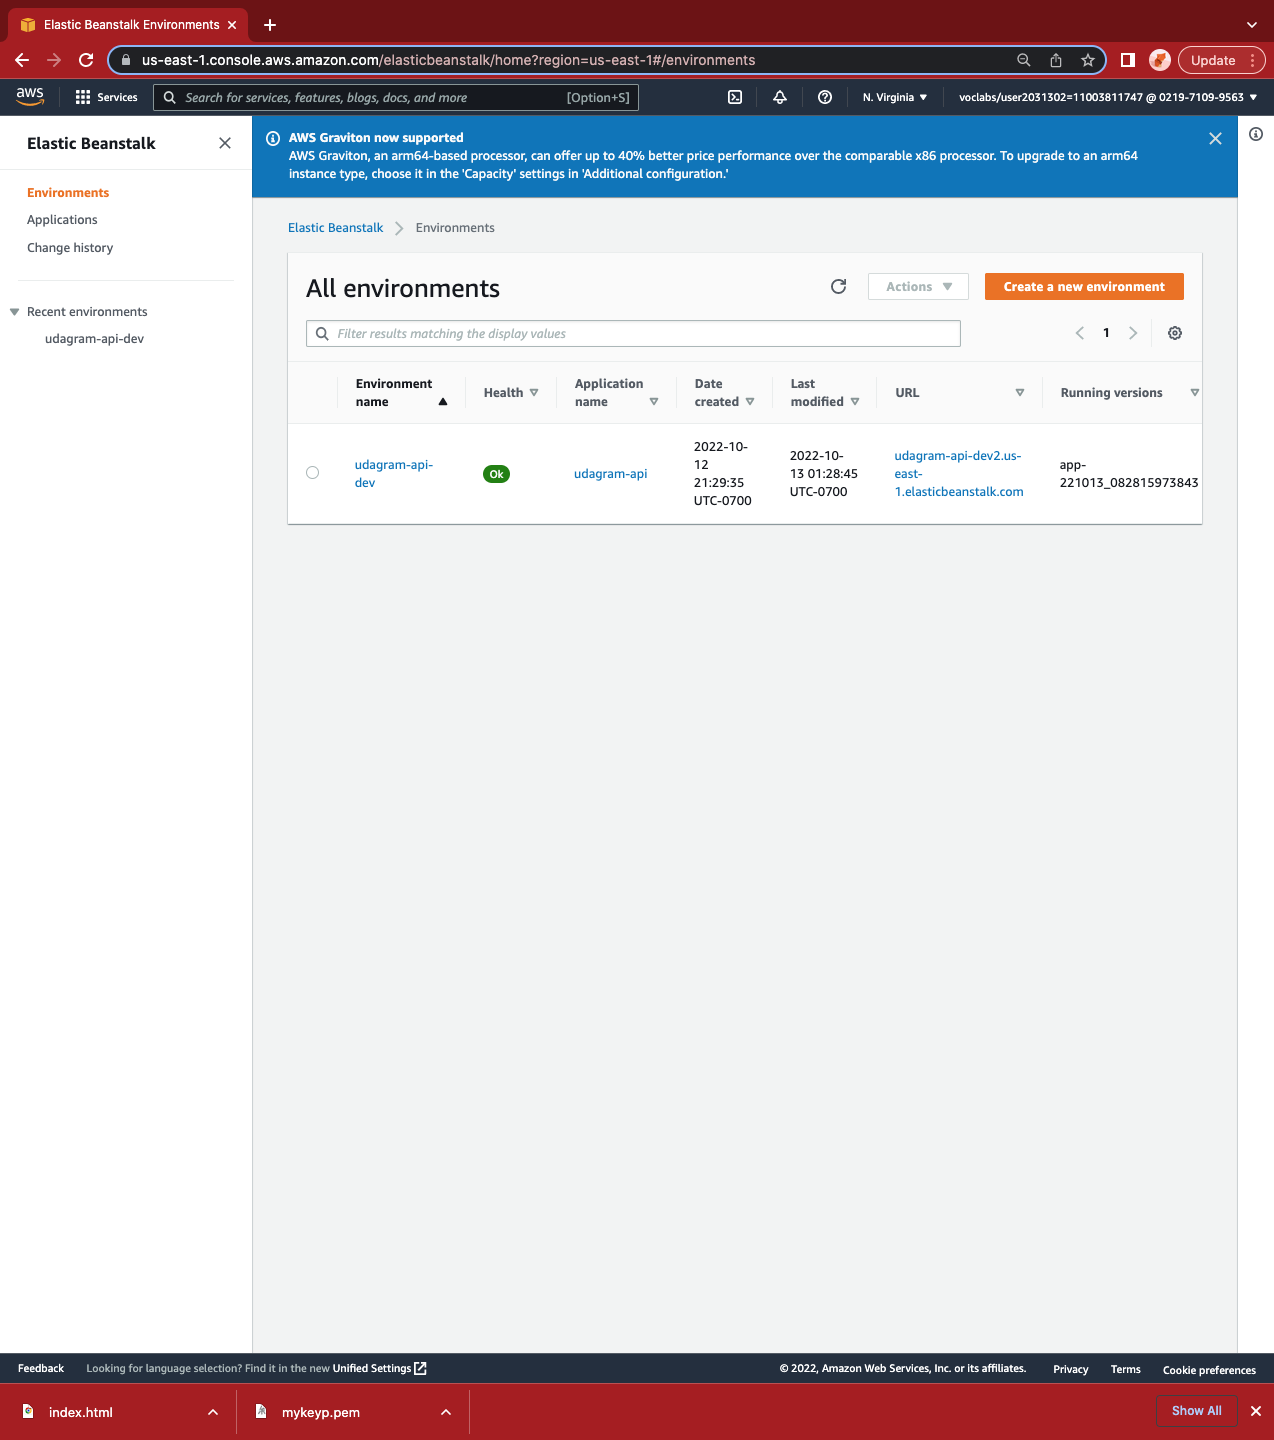 Elastic Beanstalk Environments
us-east-1.console.aws.amazon.com/elasticbeanstalk/home?region=us-east-1#/environments
Update
aws
Services
Search for services, features, blogs, docs, and more
[Option+S]
N. Virginia
voclabs/user2031302=11003811747 @ 0219-7109-9563
Elastic Beanstalk
Environments
Applications
Change history
Recent environments
udagram-api-dev
AWS Graviton now supported
AWS Graviton, an arm64-based processor, can offer up to 40% better price performance over the comparable x86 processor. To upgrade to an arm64
instance type, choose it in the 'Capacity' settings in 'Additional configuration.'
Elastic Beanstalk
Environments
All environments
Actions
Create a new environment
Filter results matching the display values
1
Environment
name
Health
Application
name
Date
created
Last
modified
URL
Running versions
udagram-api-
dev
Ok
udagram-api
2022-10-
12
21:29:35
UTC-0700
2022-10-
13 01:28:45
UTC-0700
udagram-api-dev2.us-
east-
1.elasticbeanstalk.com
app-
221013_082815973843
Feedback
Looking for language selection? Find it in the new Unified Settings
© 2022, Amazon Web Services, Inc. or its affiliates.
Privacy
Terms
Cookie preferences
index.html
mykeyp.pem
Show All